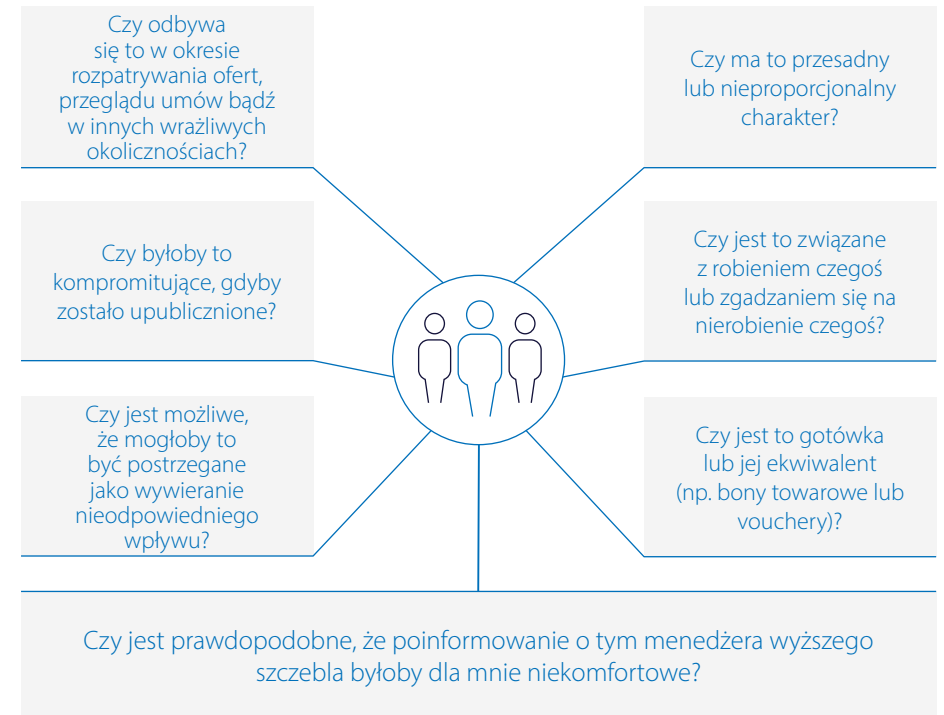 Czy odbywa
się to w okresie
rozpatrywania ofert,
przeglądu umów bądź
w innych wrażliwych
okolicznościach?
Czy ma to przesadny
lub nieproporcjonalny
charakter?
Czy byłoby to
kompromitujące, gdyby
zostało upublicznione?
Czy jest to związane
z robieniem czegoś
lub zgadzaniem się na
nierobienie czegoś?
Czy jest możliwe,
że mogłoby to
być postrzegane
jako wywieranie
nieodpowiedniego
wpływu?
Czy jest to gotówka
lub jej ekwiwalent
(np. bony towarowe lub
vouchery)?
Czy jest prawdopodobne, że poinformowanie o tym menedżera wyższego
szczebla byłoby dla mnie niekomfortowe?